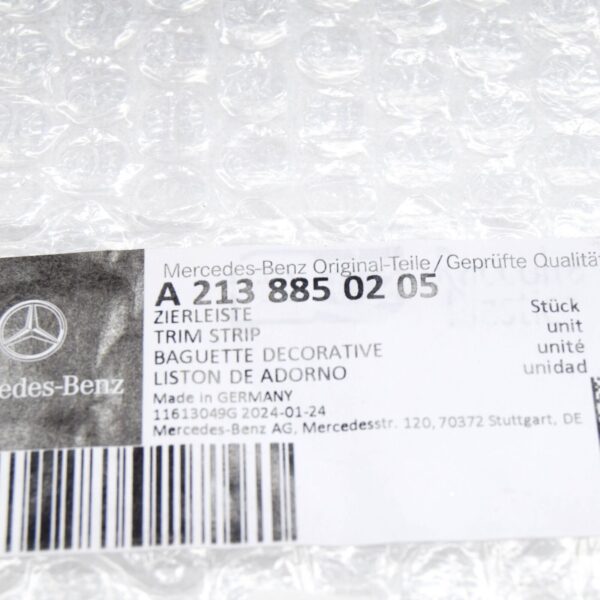 Mercedes-Benz Original-Teile/Geprüfte Qualität
A 213 885 02 05
ZIERLEISTE
TRIM STRIP
BAGUETTE DECORATIVE
LISTON DE ADORNO
Stück
unit
unité
unidad
Made in GERMANY
11613049G 2024-01-24
Mercedes-Benz AG, Mercedesstr. 120, 70372 Stuttgart, DE
edes-Benz